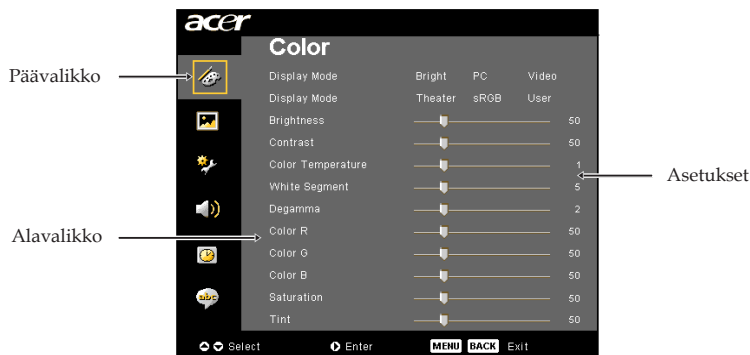 acer
Color
Päävalikko
Display Mode Bright PC Video
Display Mode Theater sRGB User
Brightness 50
Contrast 50
Color Temperature 1
Asetukset
White Segment 5
Degamma 2
Alavalikko
Color R 50
Color G 50
Color B 50
abc
Saturation 50
Tint 50
Select Enter MENU BACK Exit